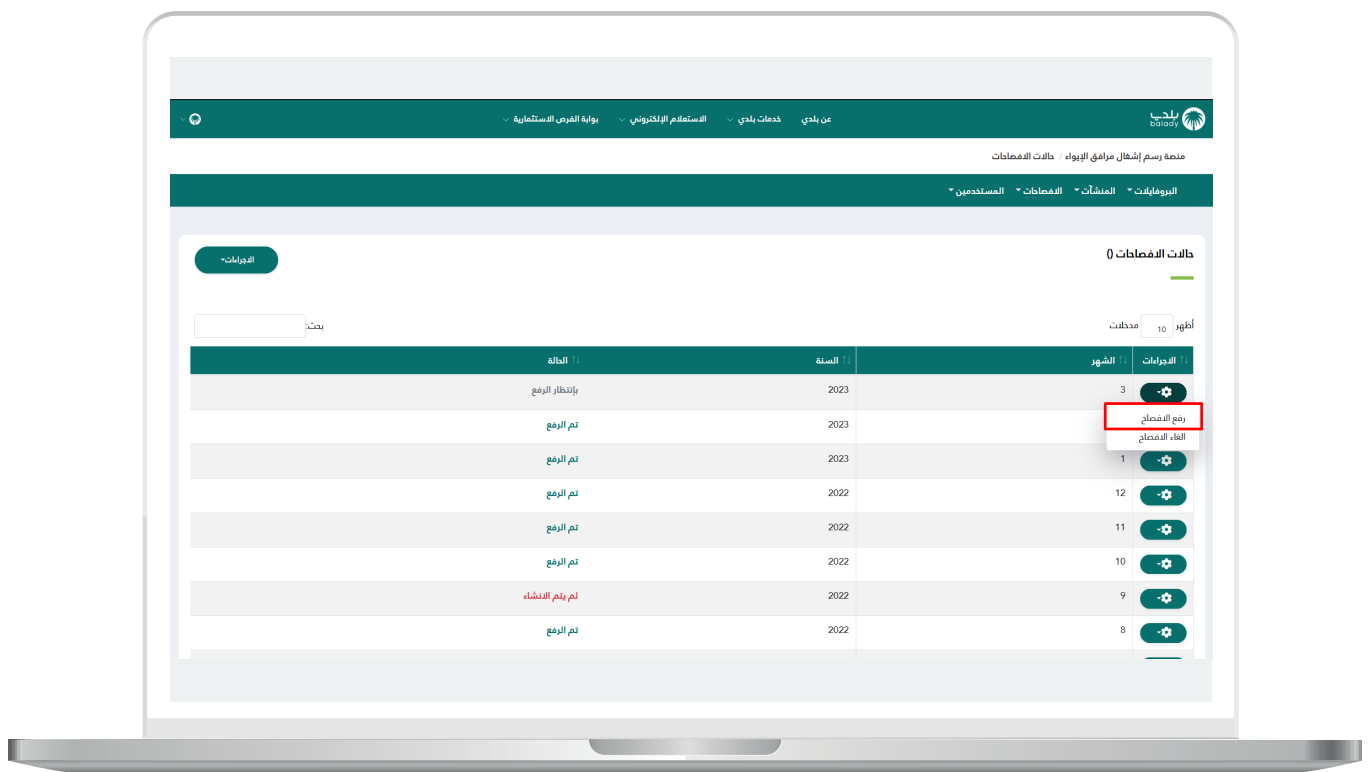 بلدي
balady
عن بلدي خدمات بلدي الاستعلام الإلكتروني بوابة الفرص الاستثمارية
منصة رسم إشغال مرافق الإيواء / حالات الافصاحات
البروفايلات المنشآت الافصاحات المستخدمين
حالات الافصاحات ()
الاجراءات
أظهر 10 مدخلات
بحث:
الاجراءات الشهر السنة الحالة
3 2023 بإنتظار الرفع
رفع الافصاح
الغاء الافصاح
2023 تم الرفع
1 2023 تم الرفع
12 2022 تم الرفع
11 2022 تم الرفع
10 2022 تم الرفع
9 2022 لم يتم الانشاء
8 2022 تم الرفع